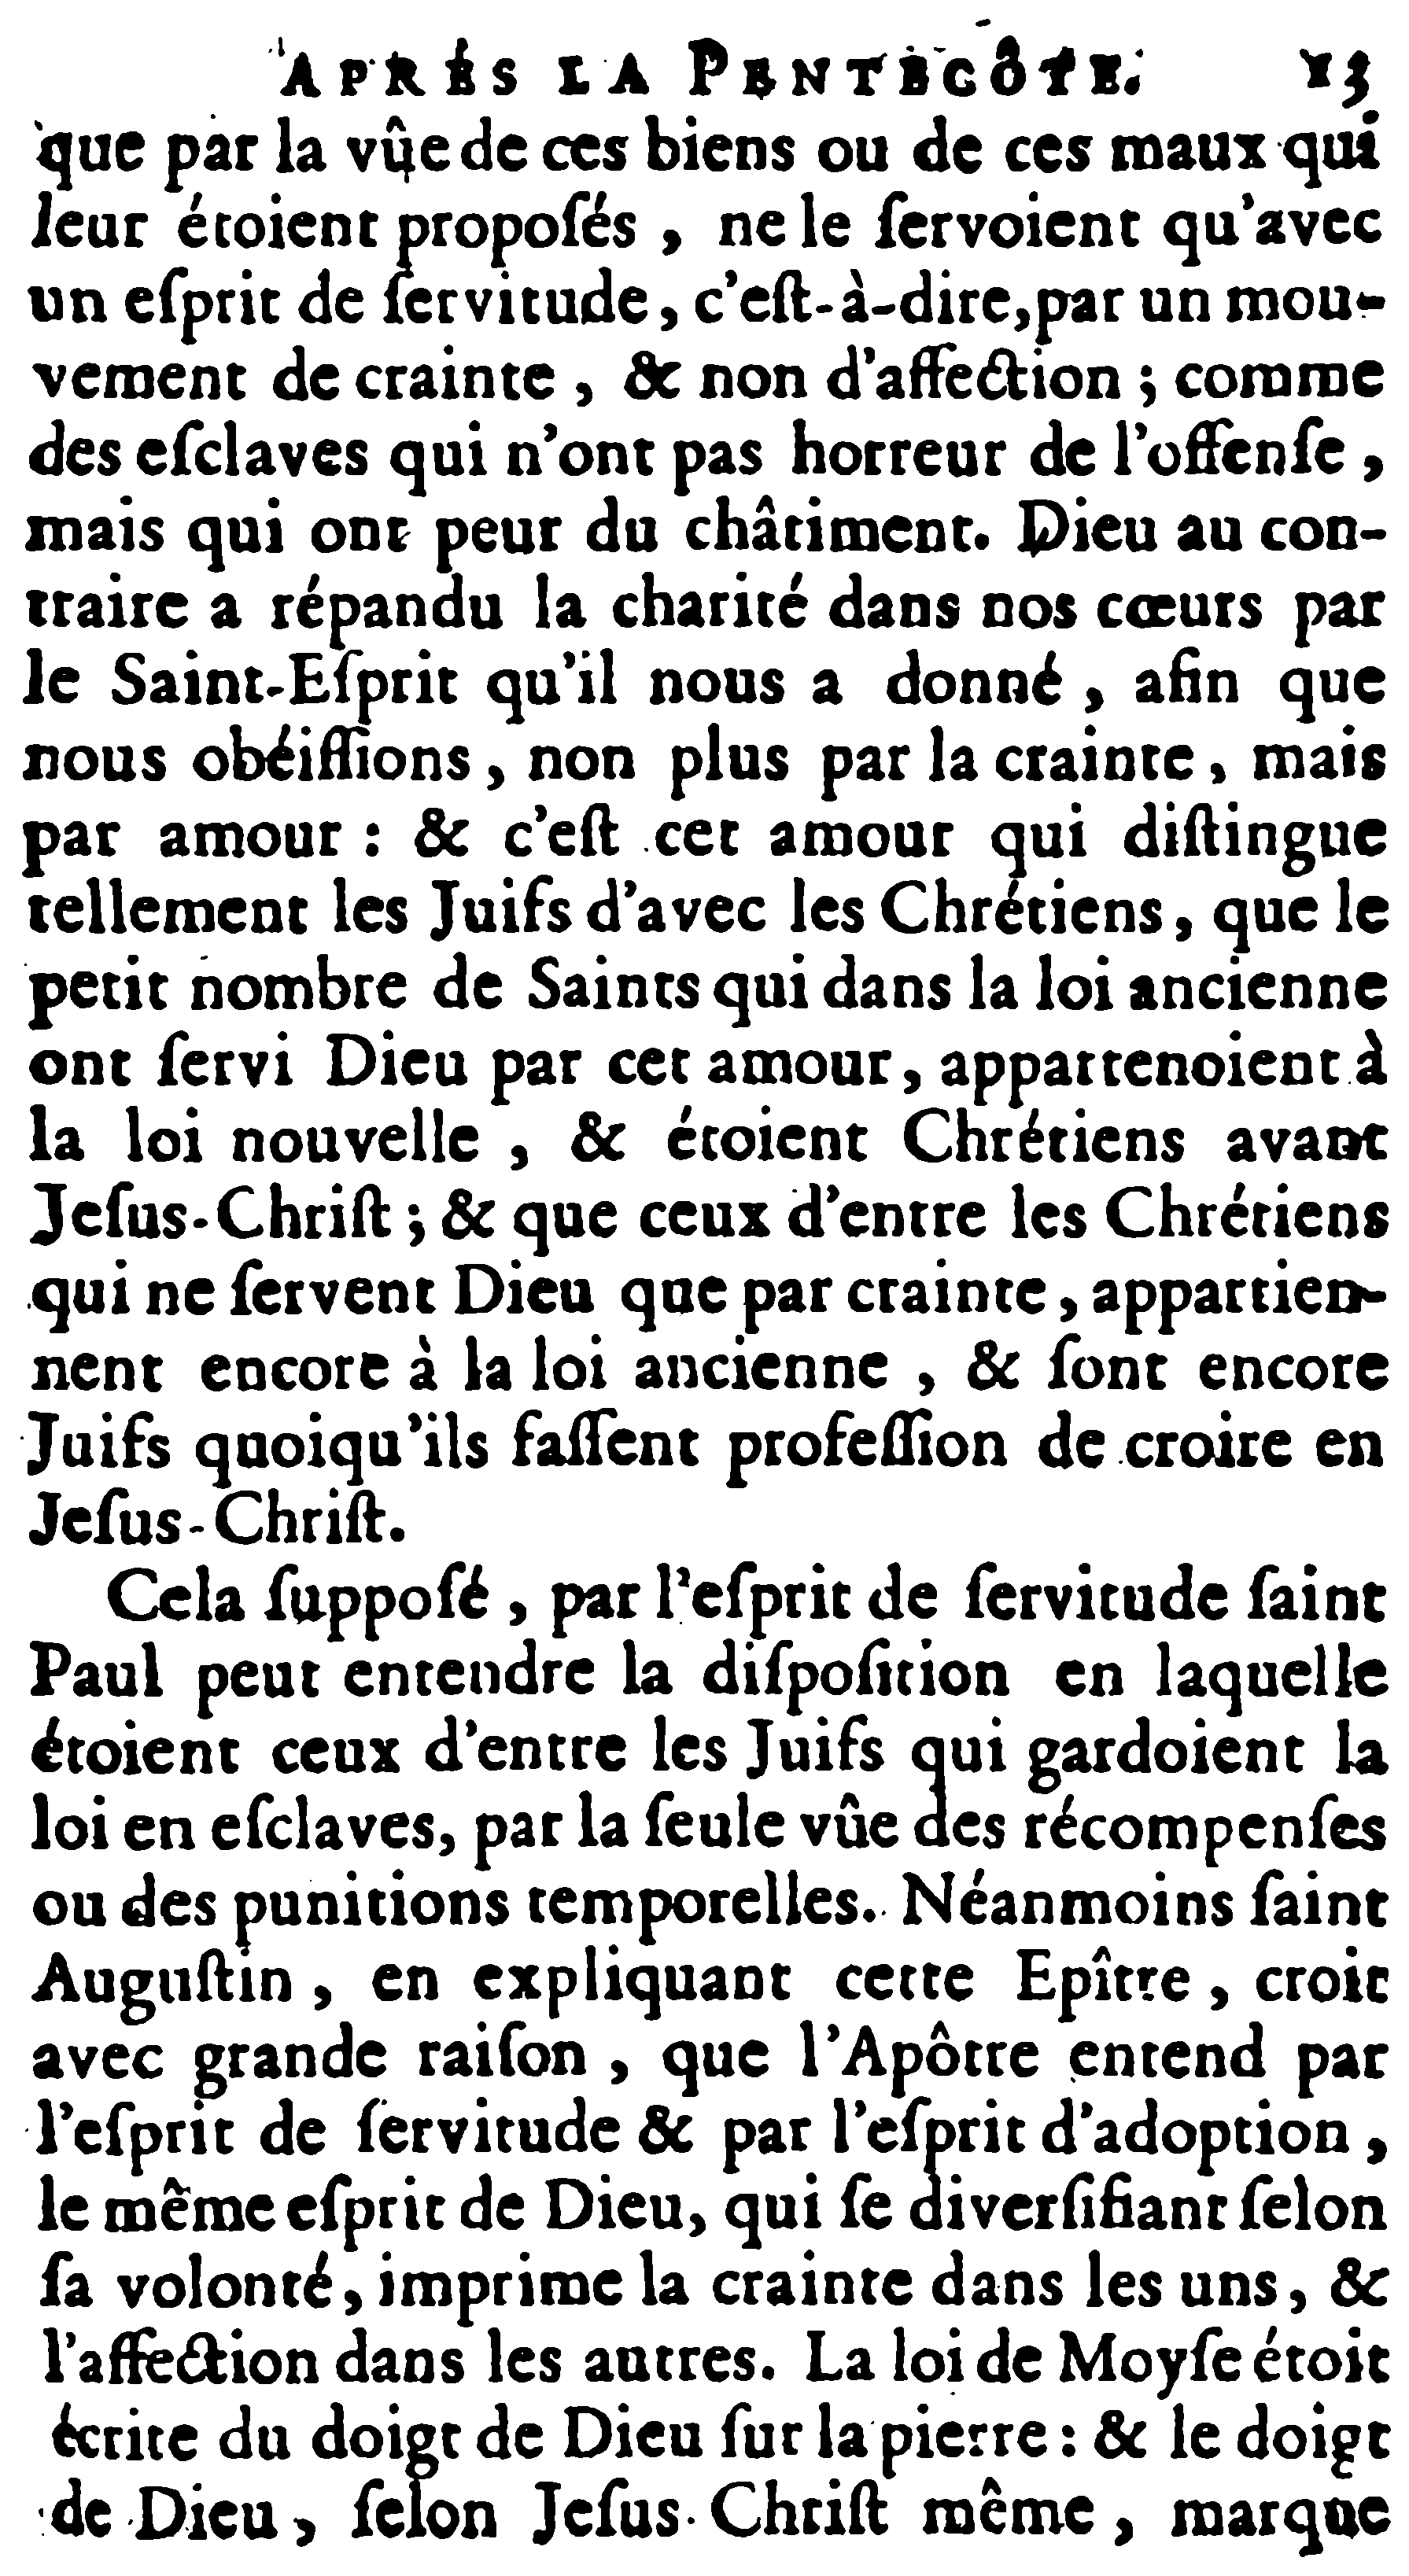 APRÉS LA PENTECÔTE. 13
que par la vûe de ces biens ou de ces maux qui
leur étoient propoſés, ne le ſervoient qu'avec
un eſprit de ſervitude, c'eſt-à-dire, par un mou-
vement de crainte, & non d'affection; comme
des eſclaves qui n'ont pas horreur de l'offenſe,
mais qui ont peur du châtiment. Dieu au con-
traire a répandu la charité dans nos cœurs par
le Saint-Eſprit qu'il nous a donné, afin que
nous obéiſſions, non plus par la crainte, mais
par amour : & c'eſt cet amour qui diſtingue
tellement les Juifs d'avec les Chrétiens, que le
petit nombre de Saints qui dans la loi ancienne
ont ſervi Dieu par cet amour, appartenoient à
la loi nouvelle, & étoient Chrétiens avant
Jeſus-Chriſt; & que ceux d'entre les Chrétiens
qui ne ſervent Dieu que par crainte, appartien-
nent encore à la loi ancienne, & ſont encore
Juifs quoiqu'ils faſſent profeſſion de croire en
Jeſus-Chriſt.
Cela ſuppoſé, par l'eſprit de ſervitude ſaint
Paul peut entendre la diſpoſition en laquelle
étoient ceux d'entre les Juifs qui gardoient la
loi en eſclaves, par la ſeule vûe des récompenſes
ou des punitions temporelles. Néanmoins ſaint
Auguſtin, en expliquant cette Epître, croit
avec grande raiſon, que l'Apôtre entend par
l'eſprit de ſervitude & par l'eſprit d'adoption,
le même eſprit de Dieu, qui ſe diverſifiant ſelon
ſa volonté, imprime la crainte dans les uns, &
l'affection dans les autres. La loi de Moyſe étoit
écrite du doigt de Dieu ſur la pierre : & le doigt
de Dieu, ſelon Jeſus-Chriſt même, marque